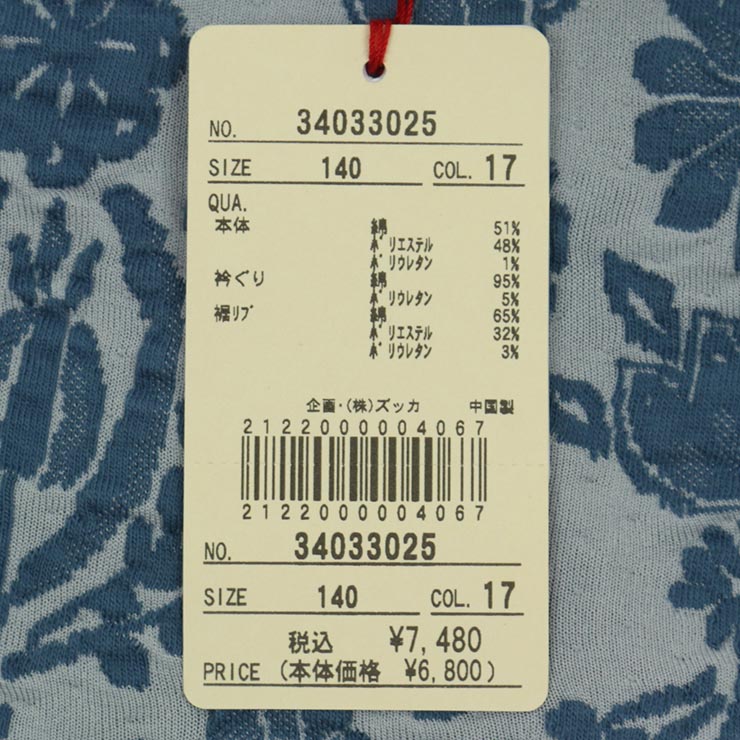 NO. 34033025
SIZE 140 COL. 17
QUA.
本体 綿 51%
ポリエステル 48%
ポリウレタン 1%
衿ぐり 綿 95%
ポリウレタン 5%
裾リブ 綿 65%
ポリエステル 32%
ポリウレタン 3%
企画・(株)ズッカ 中国製
2122000004067
2122000004067
NO. 34033025
SIZE 140 COL. 17
税込 ¥7,480
PRICE (本体価格 ¥6,800)